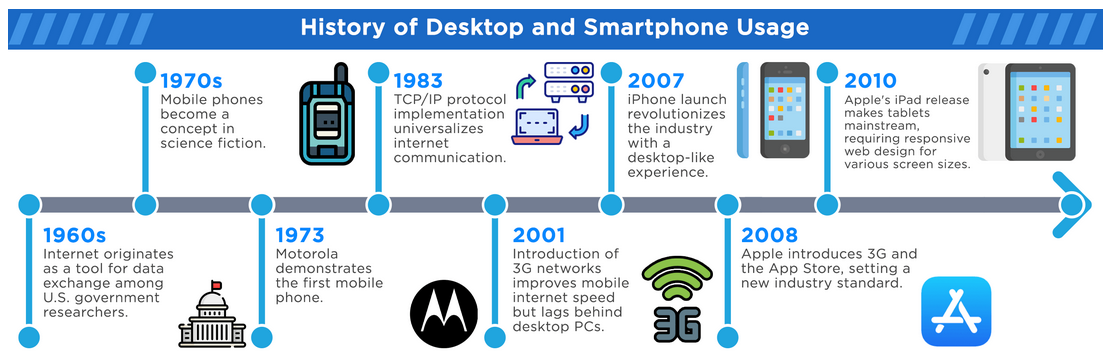 History of Desktop and Smartphone Usage
1970s
Mobile phones
become a
concept in
science fiction.
1983
TCP/IP protocol
implementation
universalizes
internet
communication.
2007
iPhone launch
revolutionizes
the industry
with a
desktop-like
experience.
2010
Apple's iPad release
makes tablets
mainstream,
requiring responsive
web design for
various screen sizes.
1960s
Internet originates
as a tool for data
exchange among
U.S. government
researchers.
1973
Motorola
demonstrates
the first mobile
phone.
2001
Introduction of
3G networks
improves mobile
internet speed
but lags behind
desktop PCs.
3G
2008
Apple introduces 3G and
the App Store, setting a
new industry standard.